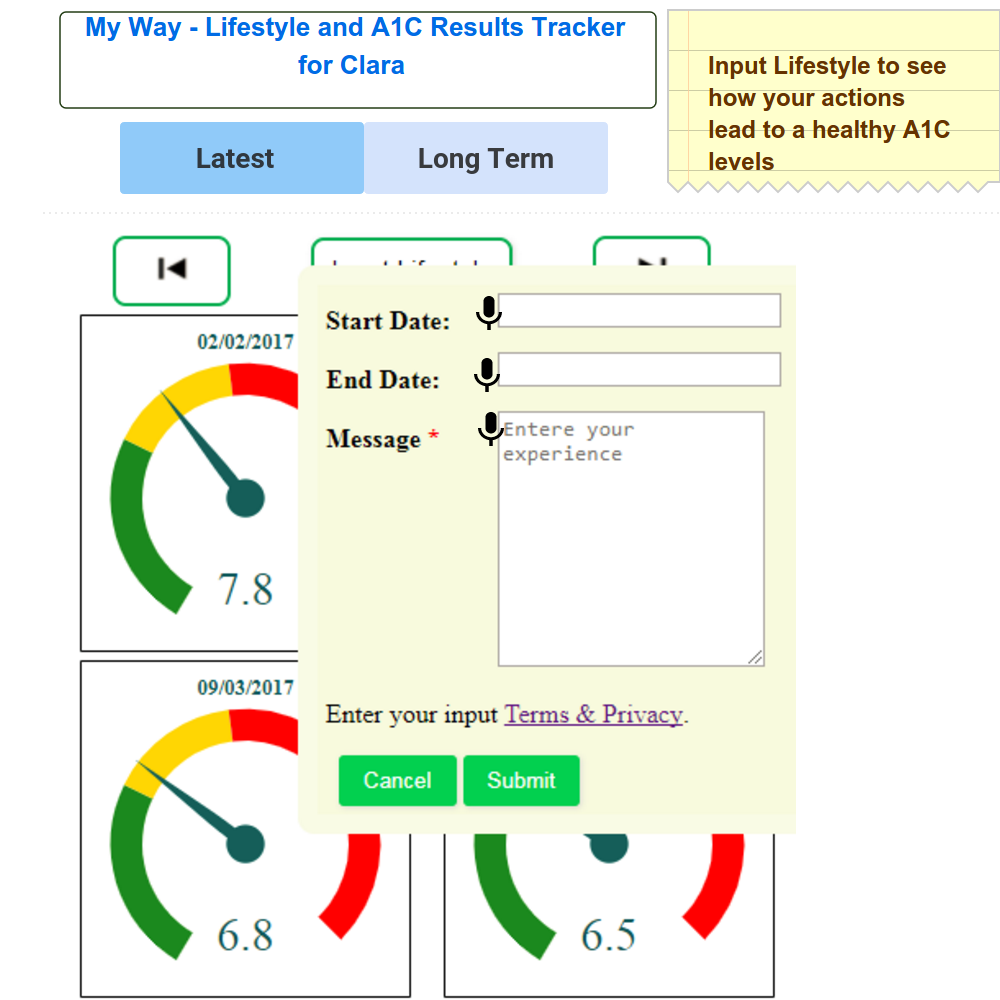 My Way - Lifestyle and A1C Results Tracker
for Clara
Input Lifestyle to see
how your actions
lead to a healthy A1C
levels
Latest
Long Term
02/02/2017
7.8
Start Date:
End Date:
Message *
Entere your
experience
Enter your input Terms & Privacy.
Cancel
Submit
09/03/2017
6.8
6.5